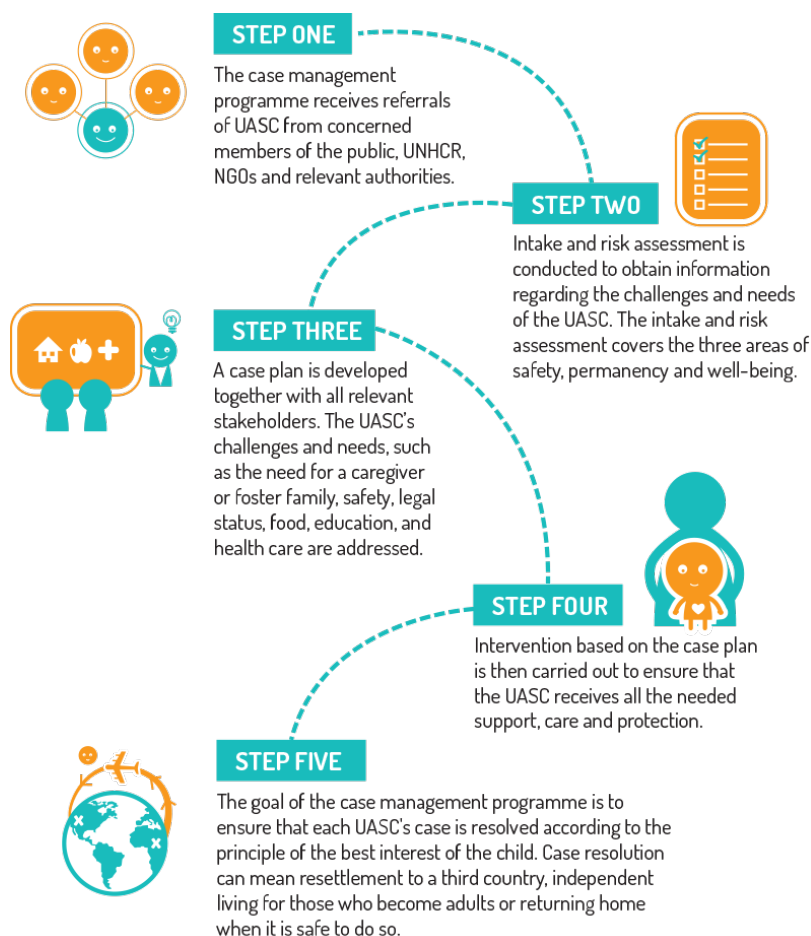 STEP ONE
The case management
programme receives referrals
of UASC from concerned
members of the public, UNHCR,
NGOs and relevant authorities.
STEP TWO
Intake and risk assessment is
conducted to obtain information
regarding the challenges and needs
of the UASC. The intake and risk
assessment covers the three areas of
safety, permanency and well-being.
STEP THREE
A case plan is developed
together with all relevant
stakeholders. The UASC's
challenges and needs, such
as the need for a caregiver
or foster family, safety, legal
status, food, education, and
health care are addressed.
STEP FOUR
Intervention based on the case plan
is then carried out to ensure that
the UASC receives all the needed
support, care and protection.
STEP FIVE
The goal of the case management programme is to
ensure that each UASC's case is resolved according to the
principle of the best interest of the child. Case resolution
can mean resettlement to a third country, independent
living for those who become adults or returning home
when it is safe to do so.